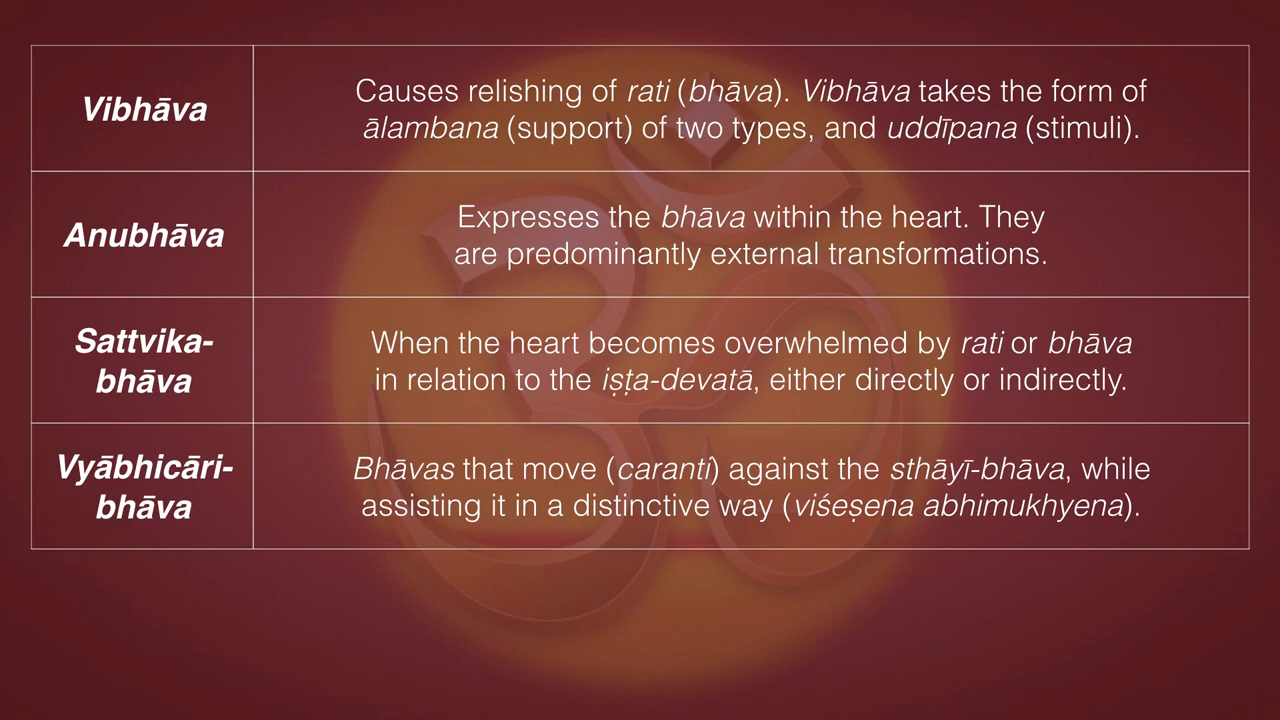 Vibhāva
Causes relishing of rati (bhāva). Vibhāva takes the form of
ālambana (support) of two types, and uddīpana (stimuli).
Anubhāva
Expresses the bhāva within the heart. They
are predominantly external transformations.
Sattvika-
bhāva
When the heart becomes overwhelmed by rati or bhāva
in relation to the iṣṭa-devatā, either directly or indirectly.
Vyābhicāri-
bhāva
Bhāvas that move (caranti) against the sthāyī-bhāva, while
assisting it in a distinctive way (viśeṣena abhimukhyena).